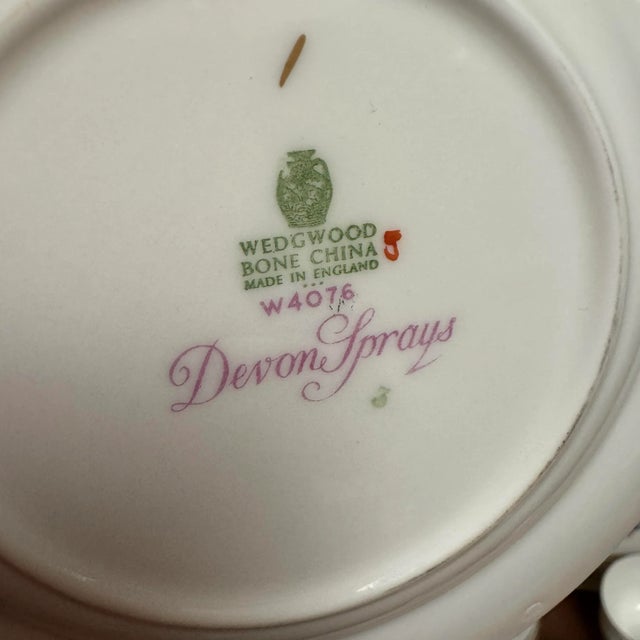 WEDGWOOD
BONE CHINA
MADE IN ENGLAND
W4076
Devon Sprays